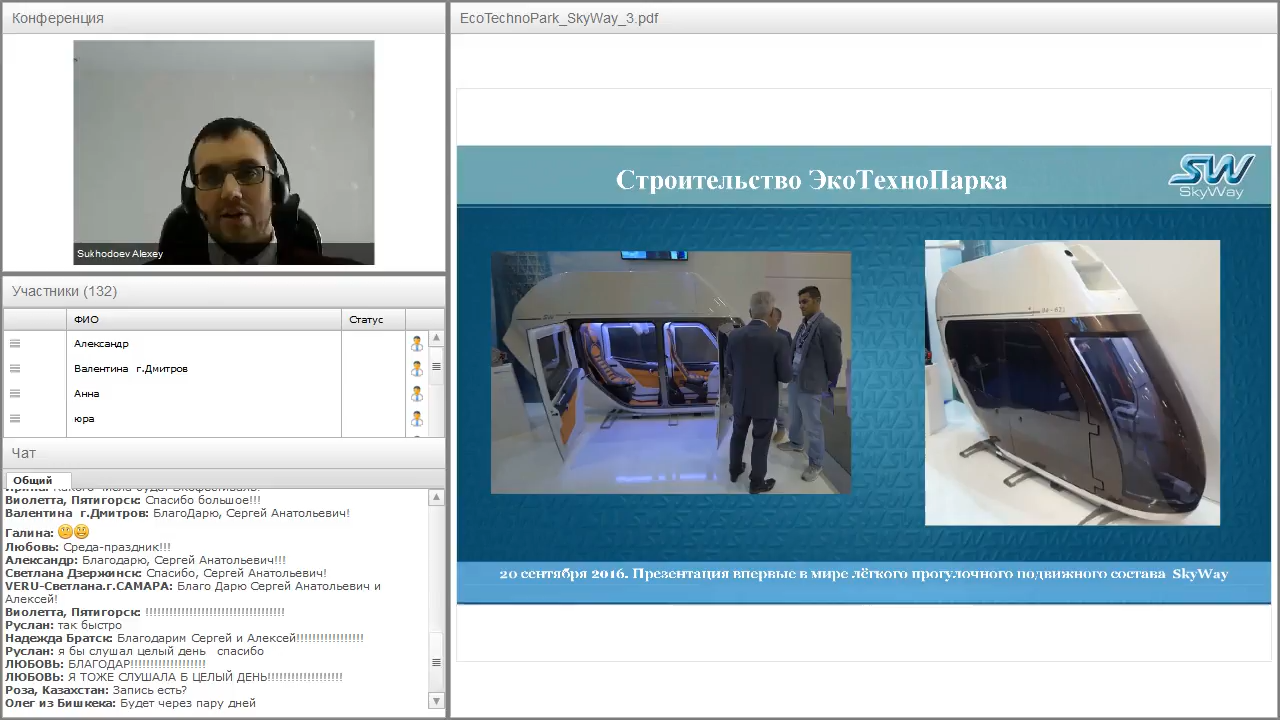 Конференция
Sukhodoev Alexey
Участники (132)
ФИО
Статус
Александр
Валентина г.Дмитров
Анна
юра
Чат
Общий
Виолетта, Пятигорск: Спасибо большое!!!
Валентина г.Дмитров: БлагоДарю, Сергей Анатольевич!
Галина:
Любовь: Среда-праздник!!!
Александр: Благодарю, Сергей Анатольевич!!!
Светлана Дзержинск: Спасибо, Сергей Анатольевич!
VERU-Светлана.г.САМАРА: Благо Дарю Сергей Анатольевич и
Алексей!
Виолетта, Пятигорск: !!!!!!!!!!!!!!!!!!!!!!!!!!!!!!!!!!!
Руслан: так быстро
Надежда Братск: Благодарим Сергей и Алексей!!!!!!!!!!!!!!!!!
Руслан: я бы слушал целый день спасибо
ЛЮБОВЬ: БЛАГОДАР!!!!!!!!!!!!!!!!!!!
ЛЮБОВЬ: Я ТОЖЕ СЛУШАЛА Б ЦЕЛЫЙ ДЕНЬ!!!!!!!!!!!!!!!!!!!
Роза, Казахстан: Запись есть?
Олег из Бишкека: Будет через пару дней
EcoTechnoPark_SkyWay_3.pdf
Строительство ЭкоТехноПарка
SW
SkyWay
20 сентября 2016. Презентация впервые в мире лёгкого прогулочного подвижного состава SkyWay